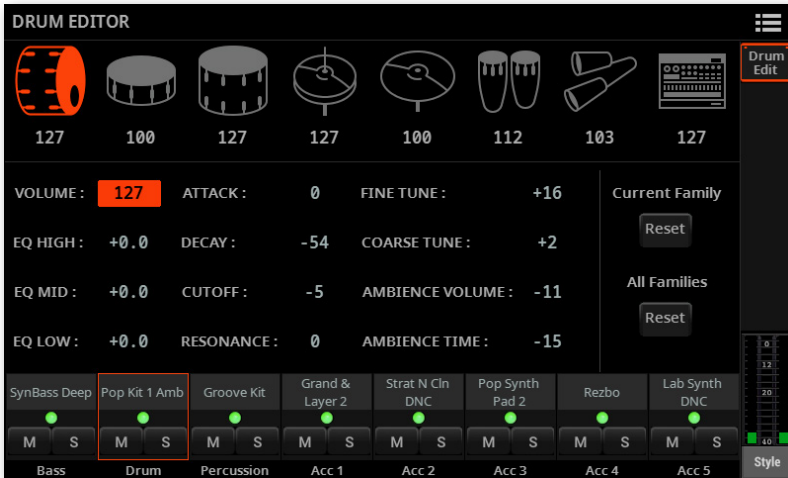 DRUM EDITOR
Drum
Edit
127 100 127 127 100 112 103 127
VOLUME : 127 ATTACK : 0 FINE TUNE : +16 Current Family
Reset
EQ HIGH : +0.0 DECAY : -54 COARSE TUNE : +2
EQ MID : +0.0 CUTOFF : -5 AMBIENCE VOLUME : -11 All Families
Reset
EQ LOW : +0.0 RESONANCE : 0 AMBIENCE TIME : -15
0
12
20
40
SynBass Deep Pop Kit 1 Amb Groove Kit Grand & Layer 2 Strat N Cln DNC Pop Synth Pad 2 Rezbo Lab Synth DNC
M S M S M S M S M S M S M S M S
Bass Drum Percussion Acc 1 Acc 2 Acc 3 Acc 4 Acc 5
Style